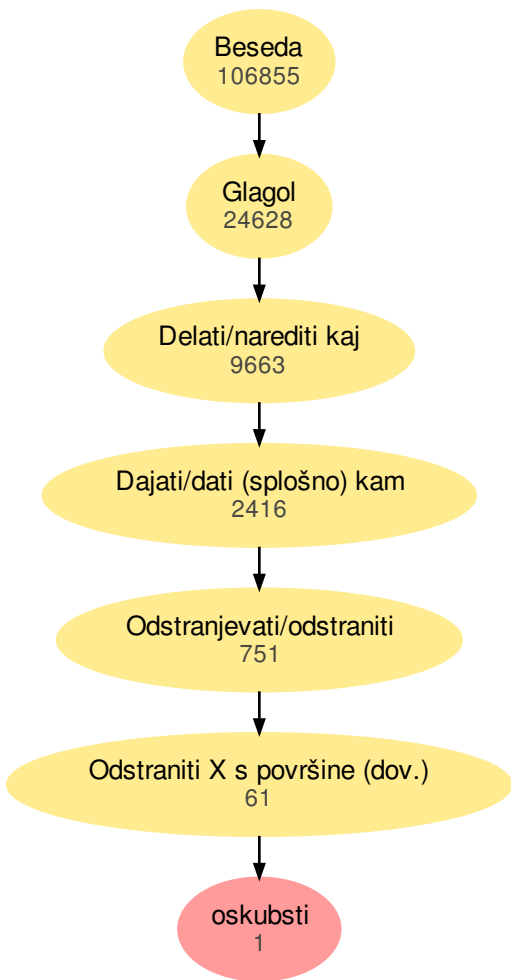 Beseda
106855
Glagol
24628
Delati/narediti kaj
9663
Dajati/dati (splošno) kam
2416
Odstranjevati/odstraniti
751
Odstraniti X s površine (dov.)
61
oskubsti
1